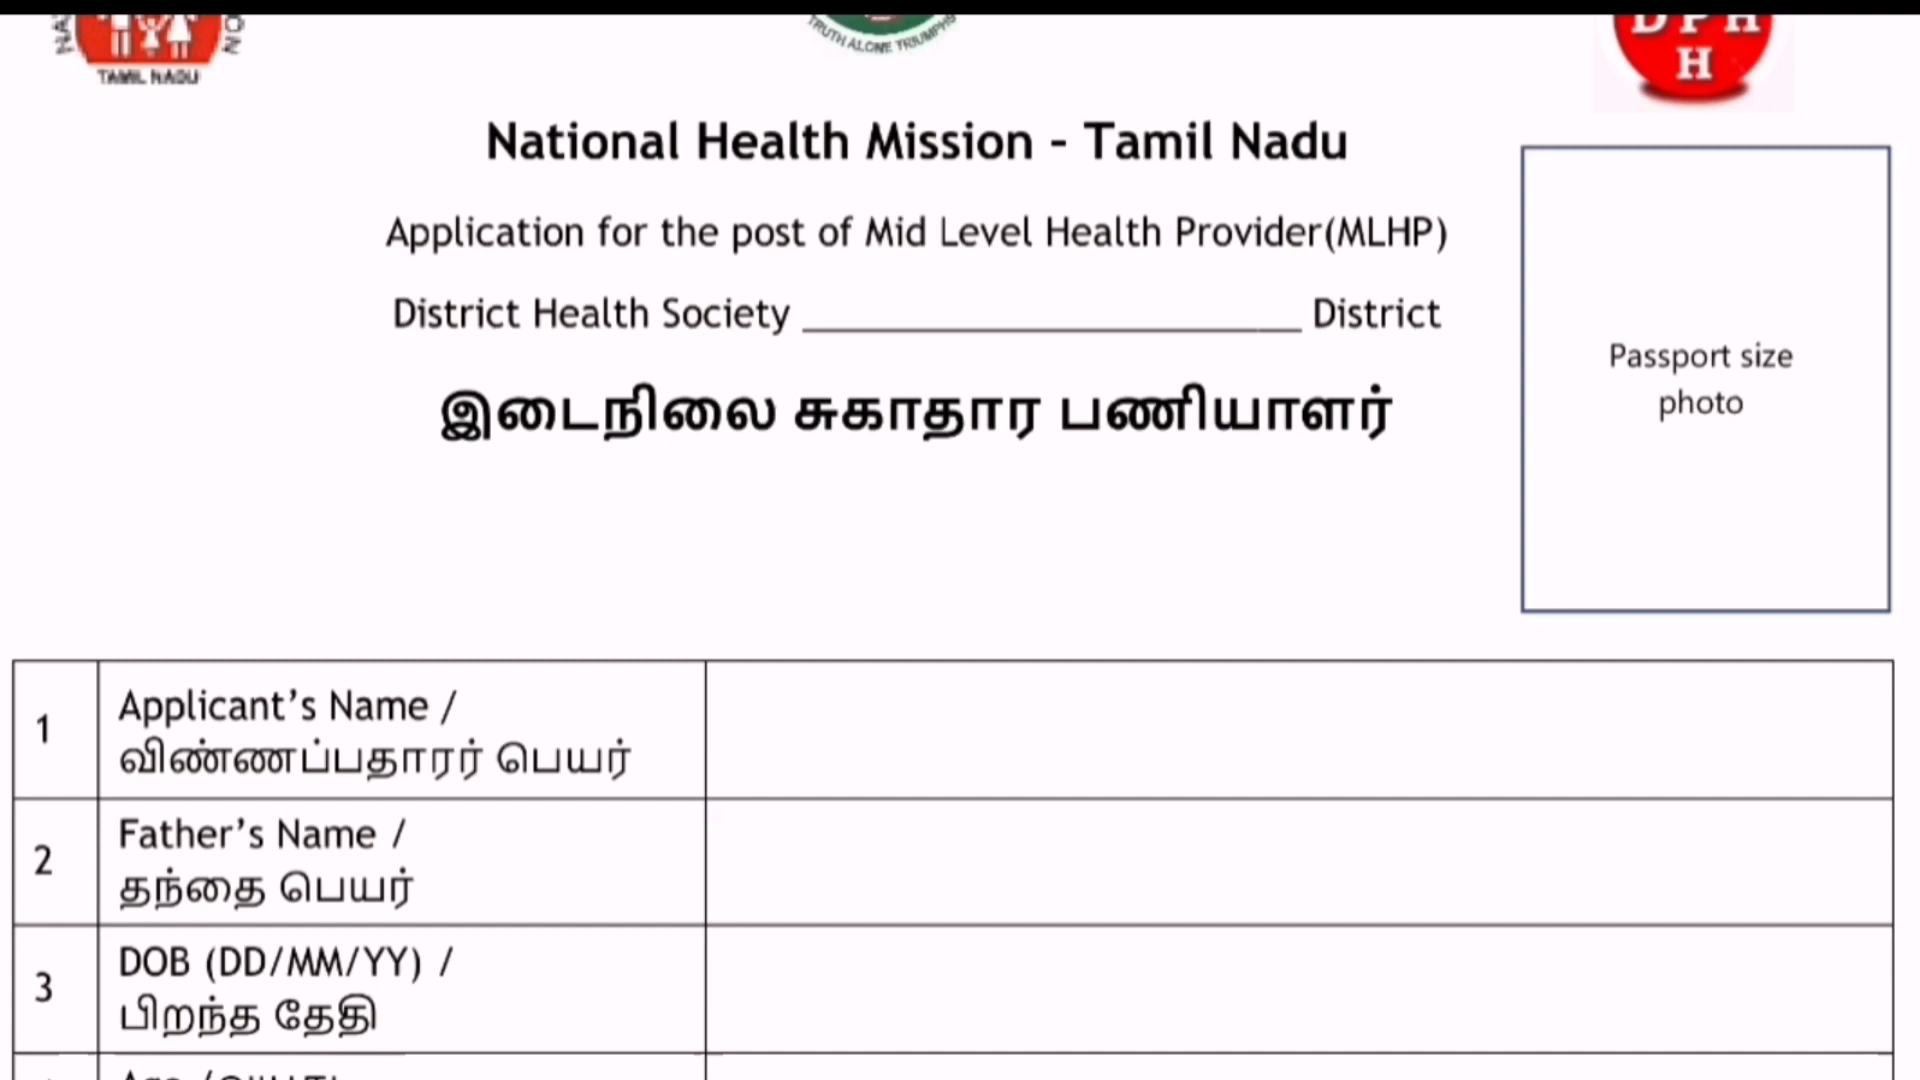 TAMIL NADU
TRUTH ALONE TRIUMPHS
D P H
H
National Health Mission - Tamil Nadu
Application for the post of Mid Level Health Provider(MLHP)
District Health Society ________________________ District
இடைநிலை சுகாதார பணியாளர்
Passport size
photo
1
Applicant’s Name /
விண்ணப்பதாரர் பெயர்
2
Father’s Name /
தந்தை பெயர்
3
DOB (DD/MM/YY) /
பிறந்த தேதி